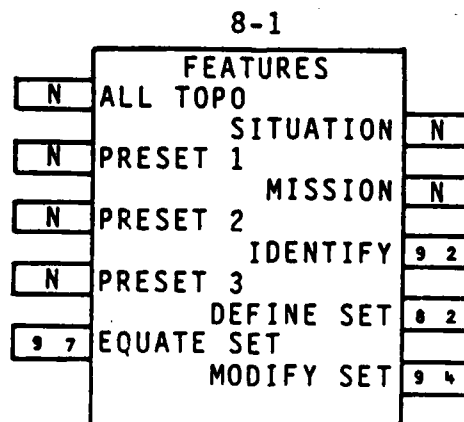 8-1
FEATURES
N ALL TOPO
SITUATION N
N PRESET 1
MISSION N
N PRESET 2
IDENTIFY 9 2
N PRESET 3
DEFINE SET 8 2
9 7 EQUATE SET
MODIFY SET 9 4